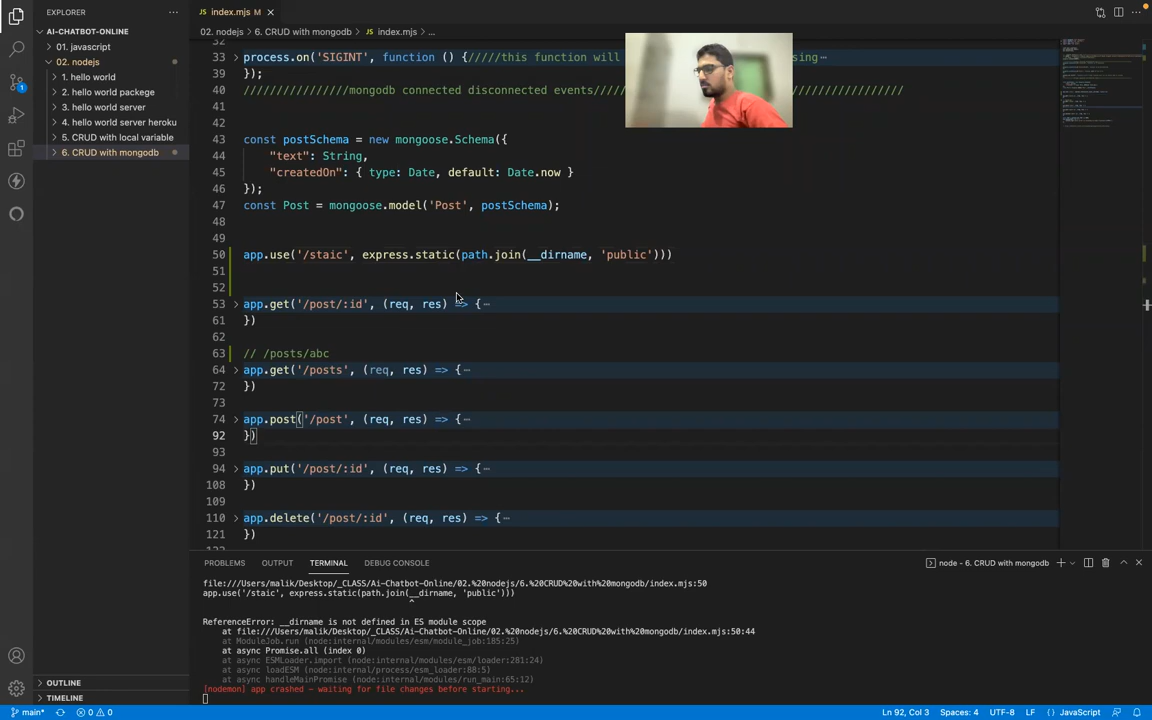 EXPLORER
index.mjs M
AI-CHATBOT-ONLINE
02. nodejs > 6. CRUD with mongodb > index.mjs > ...
01. javascript
02. nodejs
1. hello world
2. hello world packege
3. hello world server
4. hello world server heroku
5. CRUD with local variable
6. CRUD with mongodb
1
32
33 process.on('SIGINT', function () {/////this function will sing
39 });
40 ////////////////mongodb connected disconnected events///// /////////////////
41
42
43 const postSchema = new mongoose.Schema({
44 "text": String,
45 "createdOn": { type: Date, default: Date.now }
46 });
47 const Post = mongoose.model('Post', postSchema);
48
49
50 app.use('/staic', express.static(path.join(__dirname, 'public')))
51
52
53 app.get('/post/:id', (req, res) => {
61 })
62
63 // /posts/abc
64 app.get('/posts', (req, res) => {
72 })
73
74 app.post('/post', (req, res) => {
92 })
93
94 app.put('/post/:id', (req, res) => {
108 })
109
110 app.delete('/post/:id', (req, res) => {
121 })
PROBLEMS OUTPUT TERMINAL DEBUG CONSOLE
node - 6. CRUD with mongodb
file:///Users/malik/Desktop/_CLASS/Ai-Chatbot-Online/02.%20nodejs/6.%20CRUD%20with%20mongodb/index.mjs:50
app.use('/staic', express.static(path.join(__dirname, 'public')))
^
ReferenceError: __dirname is not defined in ES module scope
at file:///Users/malik/Desktop/_CLASS/Ai-Chatbot-Online/02.%20nodejs/6.%20CRUD%20with%20mongodb/index.mjs:50:44
at ModuleJob.run (node:internal/modules/esm/module_job:185:25)
at async Promise.all (index 0)
at async ESMLoader.import (node:internal/modules/esm/loader:281:24)
at async loadESM (node:internal/process/esm_loader:88:5)
at async handleMainPromise (node:internal/modules/run_main:65:12)
[nodemon] app crashed - waiting for file changes before starting...
OUTLINE
TIMELINE
main* 0 0
Ln 92, Col 3 Spaces: 4 UTF-8 LF JavaScript